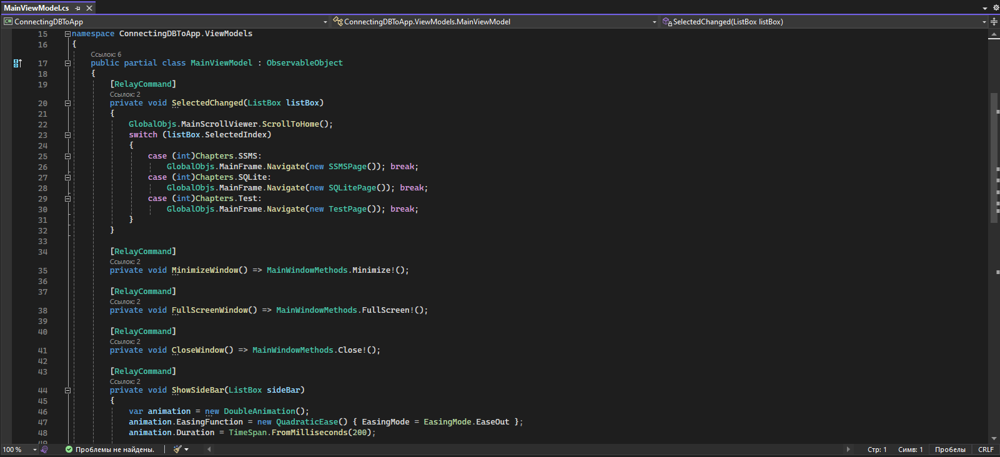 MainViewModel.cs
C# ConnectingDBToApp ConnectingDBToApp.ViewModels.MainViewModel SelectedChanged(ListBox listBox)
15 namespace ConnectingDBToApp.ViewModels
16 {
Ссылок: 6
17 public partial class MainViewModel : ObservableObject
18 {
19 [RelayCommand]
Ссылок: 2
20 private void SelectedChanged(ListBox listBox)
21 {
22 GlobalObjs.MainScrollViewer.ScrollToHome();
23 switch (listBox.SelectedIndex)
24 {
25 case (int)Chapters.SSMS:
26 GlobalObjs.MainFrame.Navigate(new SSMSPage()); break;
27 case (int)Chapters.SQLite:
28 GlobalObjs.MainFrame.Navigate(new SQLitePage()); break;
29 case (int)Chapters.Test:
30 GlobalObjs.MainFrame.Navigate(new TestPage()); break;
31 }
32 }
33
34 [RelayCommand]
Ссылок: 2
35 private void MinimizeWindow() => MainWindowMethods.Minimize!();
36
37 [RelayCommand]
Ссылок: 2
38 private void FullScreenWindow() => MainWindowMethods.FullScreen!();
39
40 [RelayCommand]
Ссылок: 2
41 private void CloseWindow() => MainWindowMethods.Close!();
42
43 [RelayCommand]
Ссылок: 2
44 private void ShowSideBar(ListBox sideBar)
45 {
46 var animation = new DoubleAnimation();
47 animation.EasingFunction = new QuadraticEase() { EasingMode = EasingMode.EaseOut };
48 animation.Duration = TimeSpan.FromMilliseconds(200);
49
100 % Проблемы не найдены. Стр: 1 Симв: 1 Пробелы CRLF